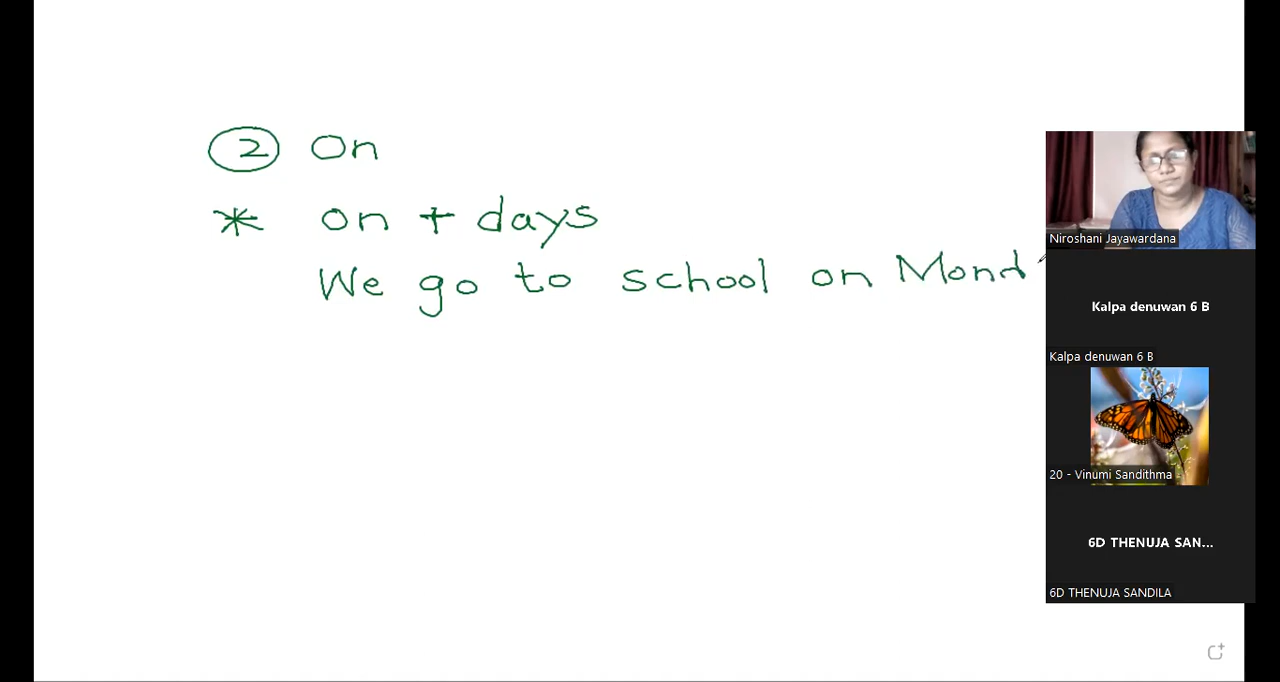 2 On
* on + days
We go to school on Mond
Niroshani Jayawardana
Kalpa denuwan 6 B
Kalpa denuwan 6 B
20 - Vinumi Sandithma
6D THENUJA SAN...
6D THENUJA SANDILA